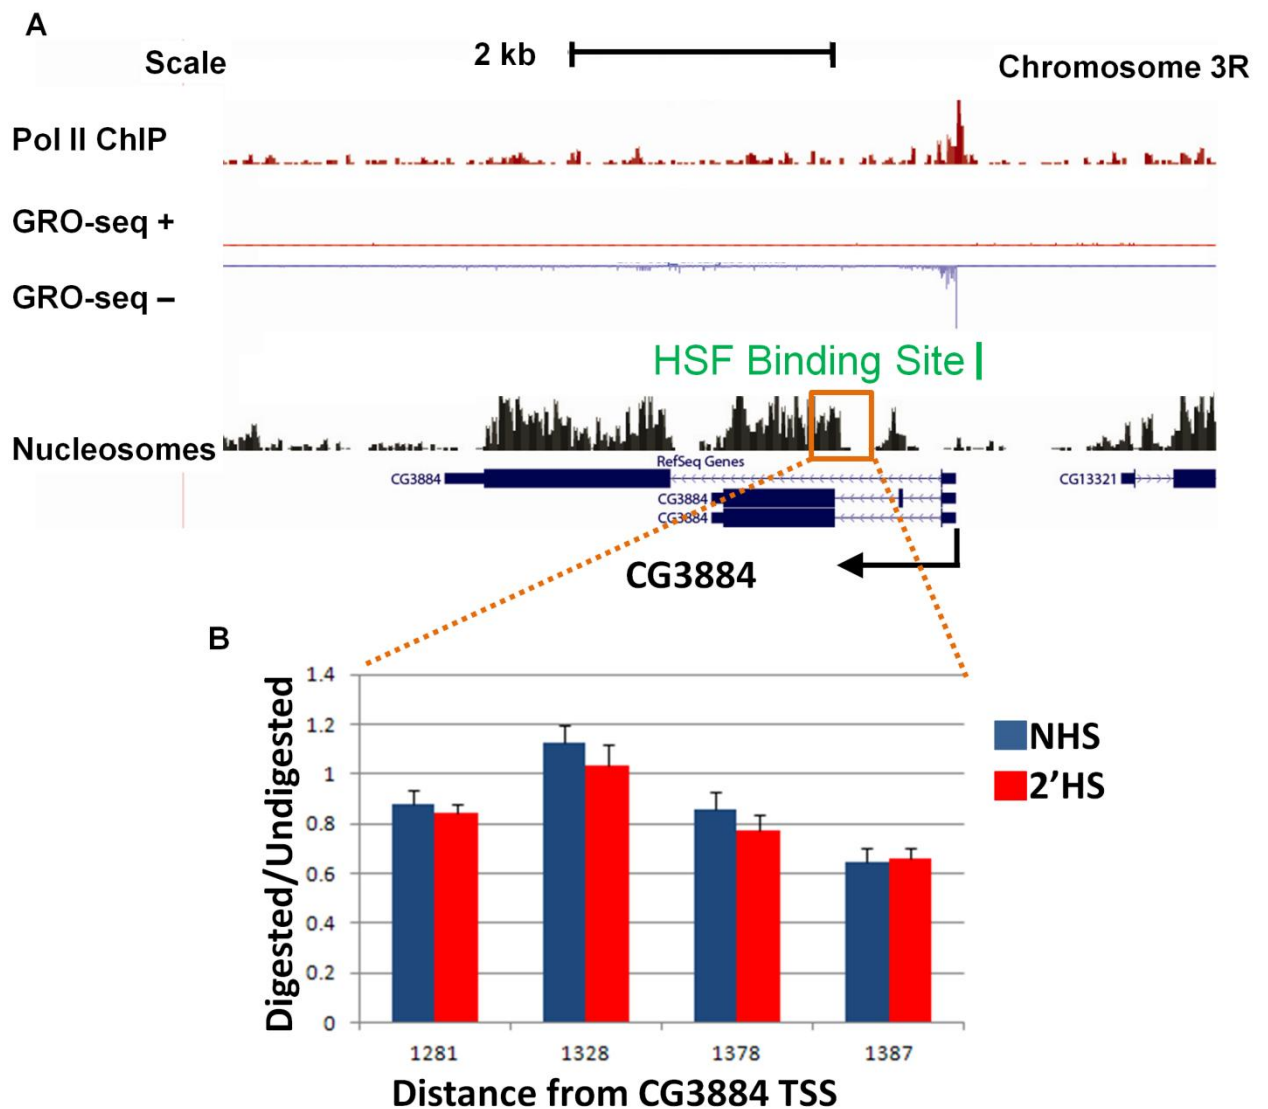 A
Scale
2 kb
Chromosome 3R
Pol II ChIP
GRO-seq +
GRO-seq –
HSF Binding Site
Nucleosomes
RefSeq Genes
CG3884
CG13321
CG3884
CG3884
CG3884
B
1.4
1.2
1
0.8
0.6
0.4
0.2
0
Digested/Undigested
NHS
2'HS
1281 1328 1378 1387
Distance from CG3884 TSS